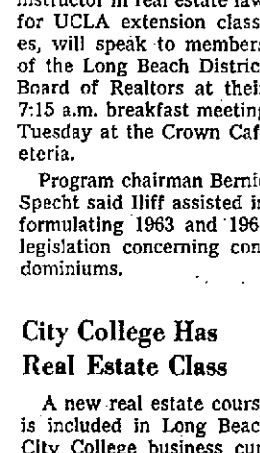 instructor in real estate law
for UCLA extension class-
es, will speak to members
of the Long Beach Distric
Board of Realtors at thei
7:15 a.m. breakfast meeting
Tuesday at the Crown Caf
eteria.
Program chairman Berni
Specht said Iliff assisted i
formulating 1963 and 196
legislation concerning con
dominiums.
City College Has
Real Estate Class
A new real estate cours
is included in Long Beac
City College business cur